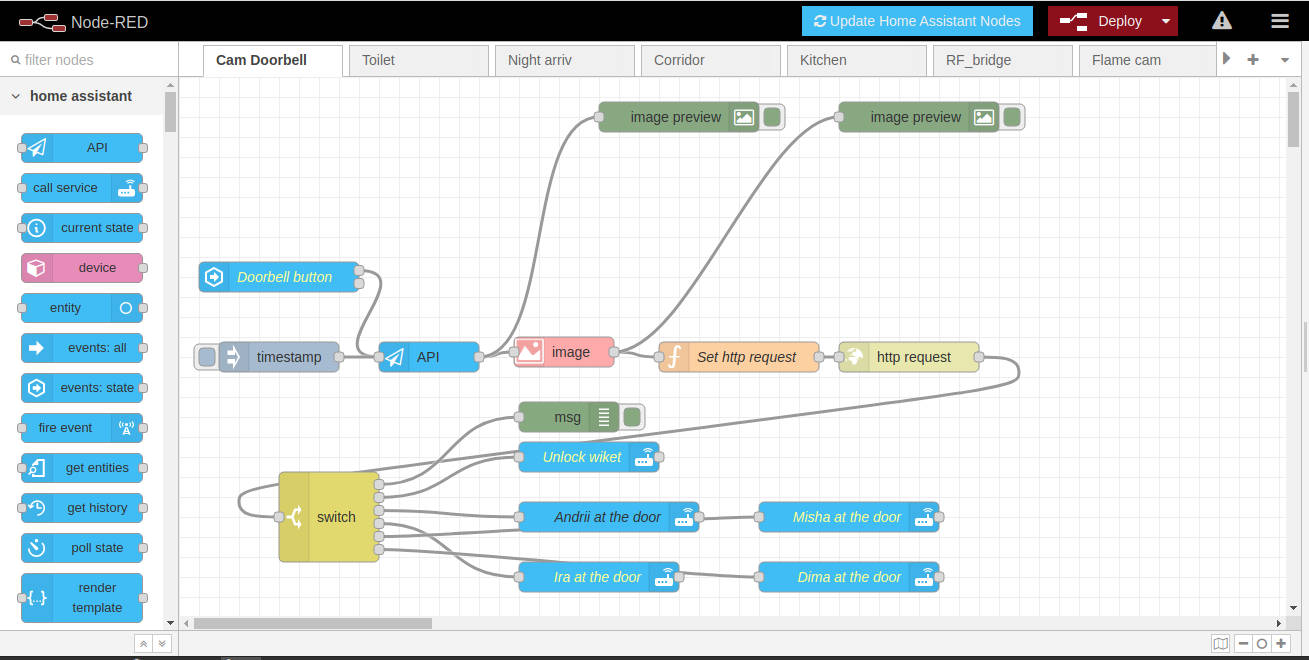 Node-RED
Update Home Assistant Nodes
Deploy
filter nodes
Cam Doorbell
Toilet
Night arriv
Corridor
Kitchen
RF_bridge
Flame cam
home assistant
API
call service
current state
device
entity
events: all
events: state
fire event
get entities
get history
poll state
render
template
image preview
image preview
Doorbell button
timestamp
API
image
Set http request
http request
msg
Unlock wiket
switch
Andrii at the door
Misha at the door
Ira at the door
Dima at the door